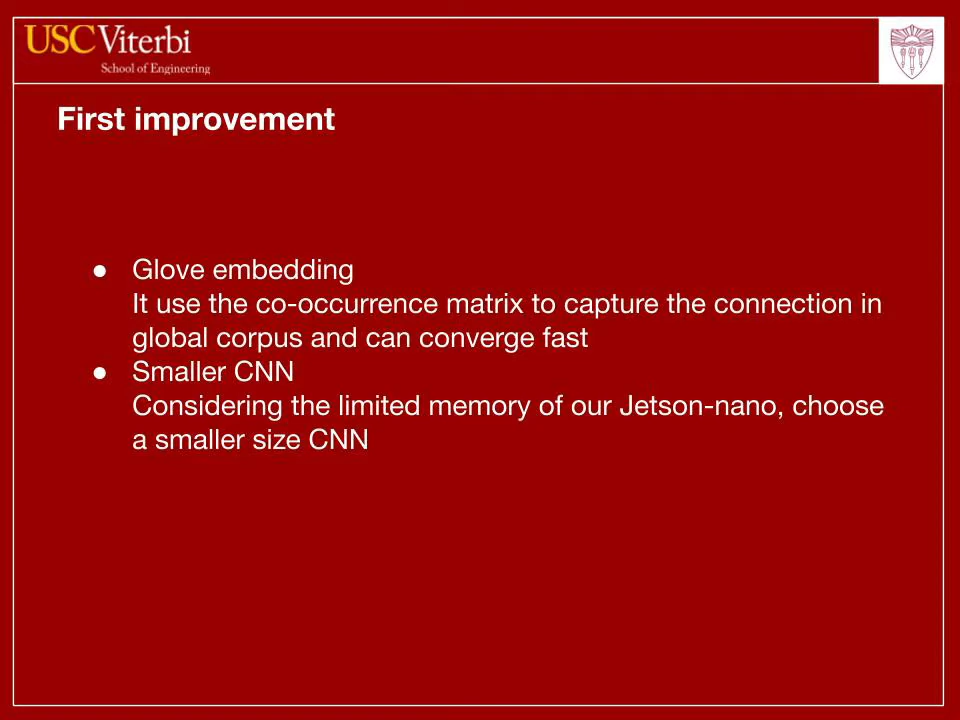 USC Viterbi
School of Engineering
First improvement
● Glove embedding
It use the co-occurrence matrix to capture the connection in
global corpus and can converge fast
● Smaller CNN
Considering the limited memory of our Jetson-nano, choose
a smaller size CNN